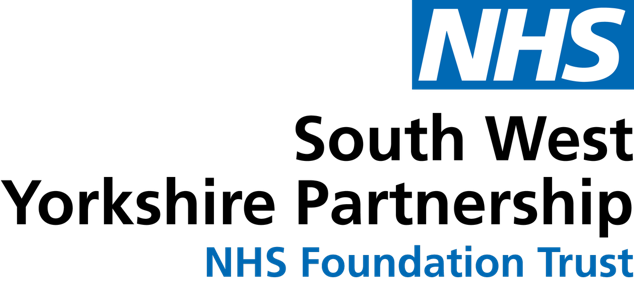 NHS
South West
Yorkshire Partnership
NHS Foundation Trust